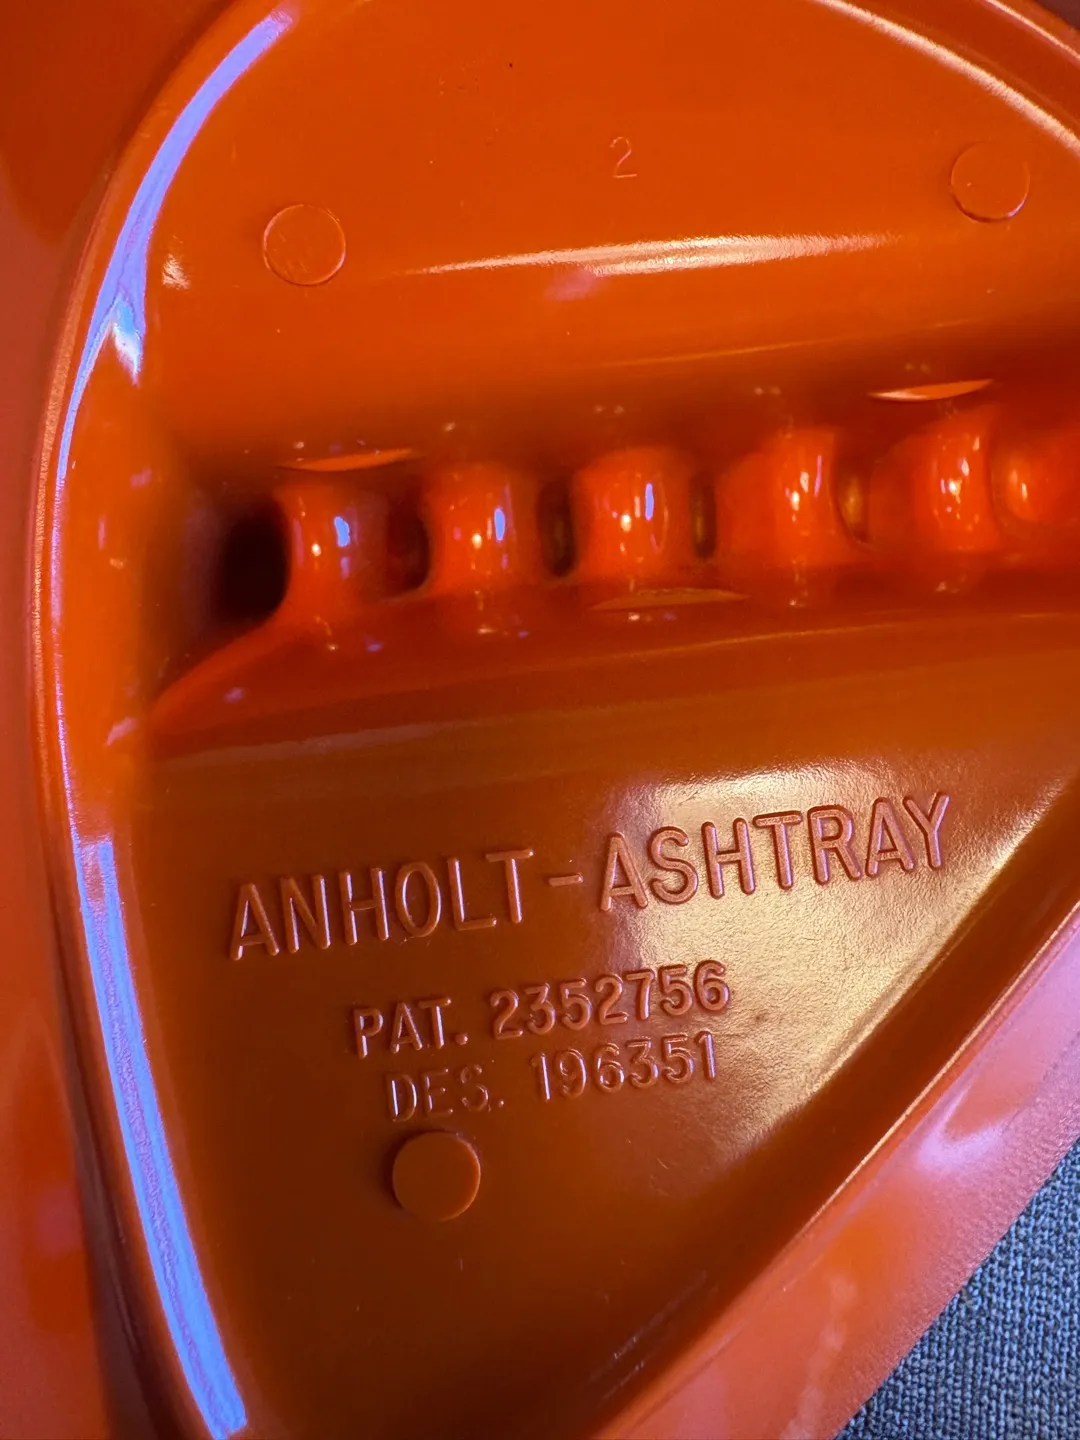 2
ANHOLT-ASHTRAY
PAT. 2352756
DES. 196351